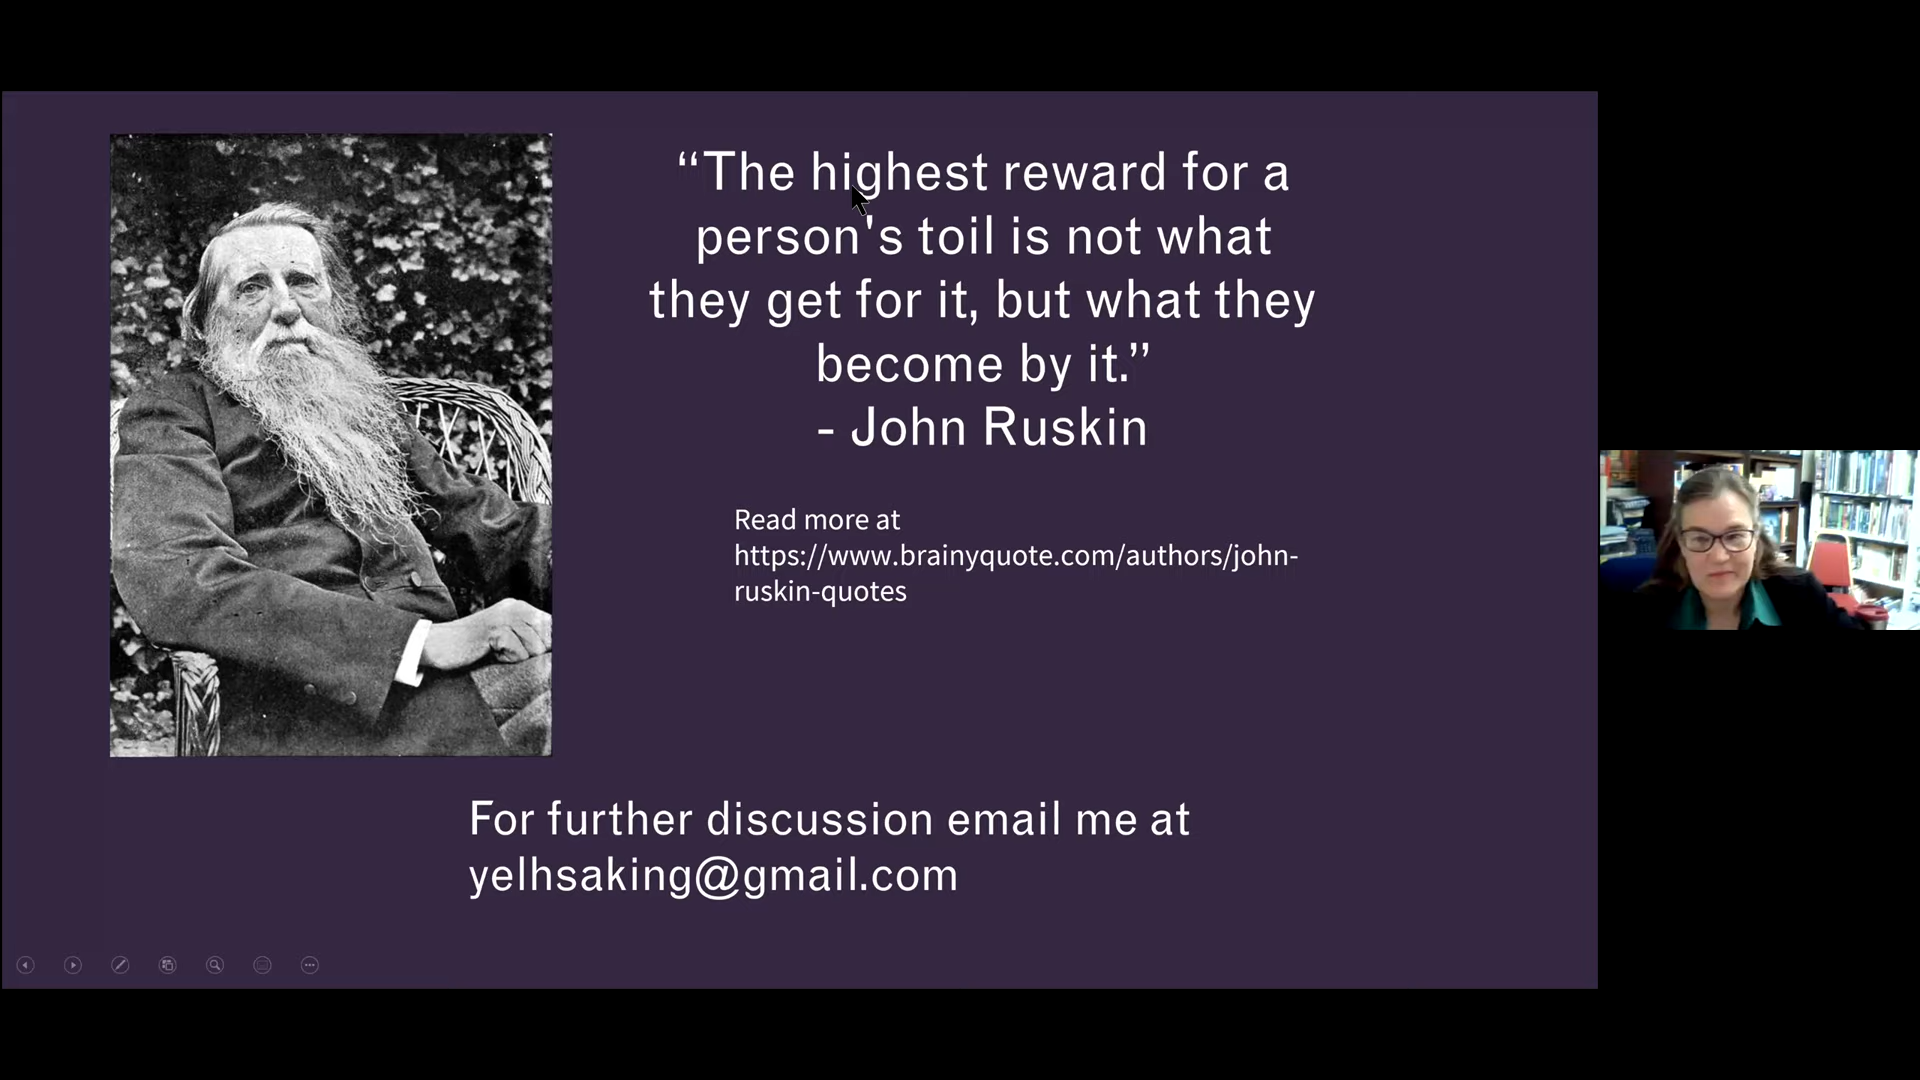 “The highest reward for a
person's toil is not what
they get for it, but what they
become by it.”
- John Ruskin
Read more at
https://www.brainyquote.com/authors/john-
ruskin-quotes
For further discussion email me at
yelhsaking@gmail.com